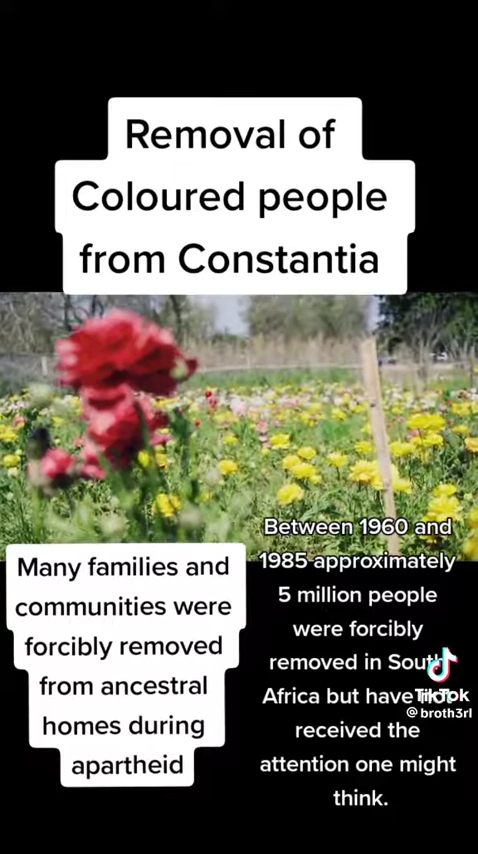 Removal of
Coloured people
from Constantia
Many families and
communities were
forcibly removed
from ancestral
homes during
apartheid
Between 1960 and
1985 approximately
5 million people
were forcibly
removed in South
Africa but have not
received the
attention one might
think.
TikTok
@ broth3rl